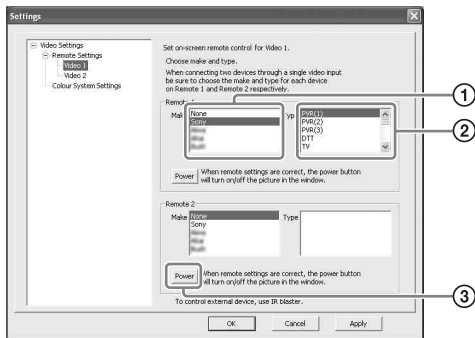 Settings
Video Settings
Remote Settings
Video 1
Video 2
Colour System Settings
Set on-screen remote control for Video 1.
Choose make and type.
When connecting two devices through a single video input
be sure to choose the make and type for each device
on Remote 1 and Remote 2 respectively.
1
Remote
Mak
None
Sony
Typ
PVR(1)
PVR(2)
PVR(3)
DTT
TV
2
Power
When remote settings are correct, the power button
will turn on/off the picture in the window.
Remote 2
Make
None
Sony
Type
Power
When remote settings are correct, the power button
will turn on/off the picture in the window.
3
To control external device, use IR blaster.
OK
Cancel
Apply